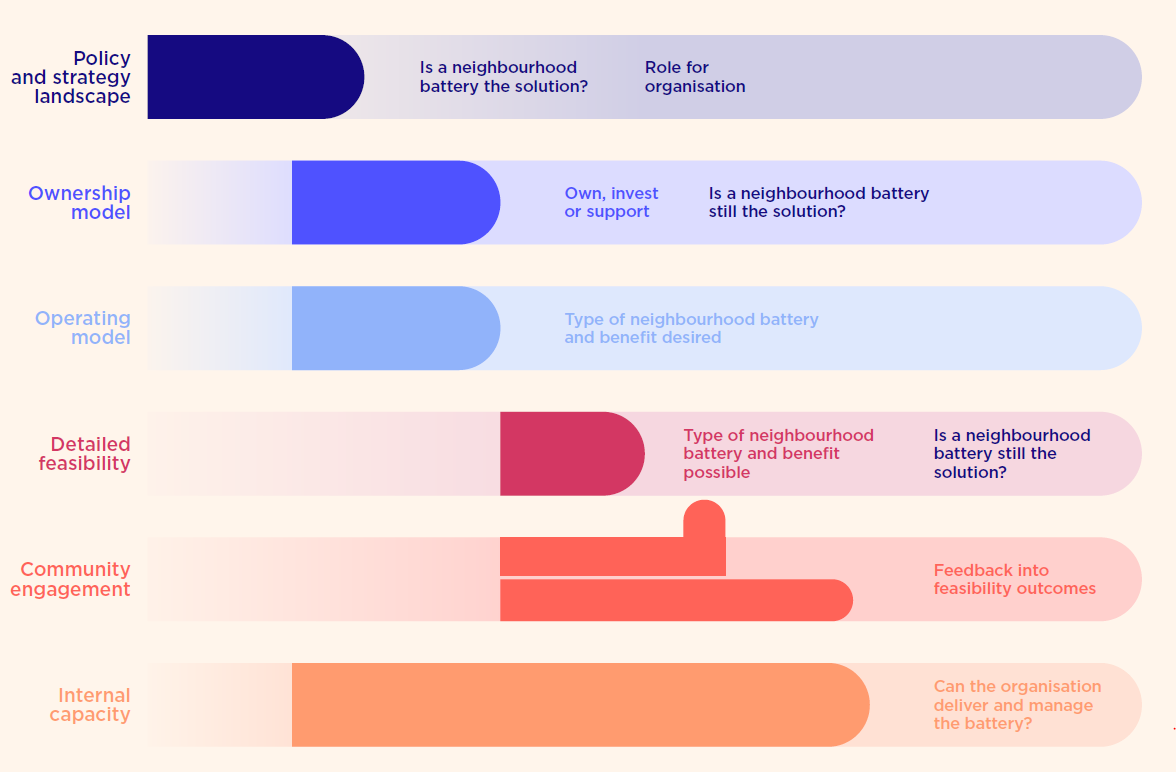 Policy
and strategy
landscape
Is a neighbourhood
battery the solution?
Role for
organisation
Ownership
model
Own, invest
or support
Is a neighbourhood battery
still the solution?
Operating
model
Type of neighbourhood battery
and benefit desired
Detailed
feasibility
Type of neighbourhood
battery and benefit
possible
Is a neighbourhood
battery still the
solution?
Community
engagement
Feedback into
feasibility outcomes
Internal
capacity
Can the organisation
deliver and manage
the battery?